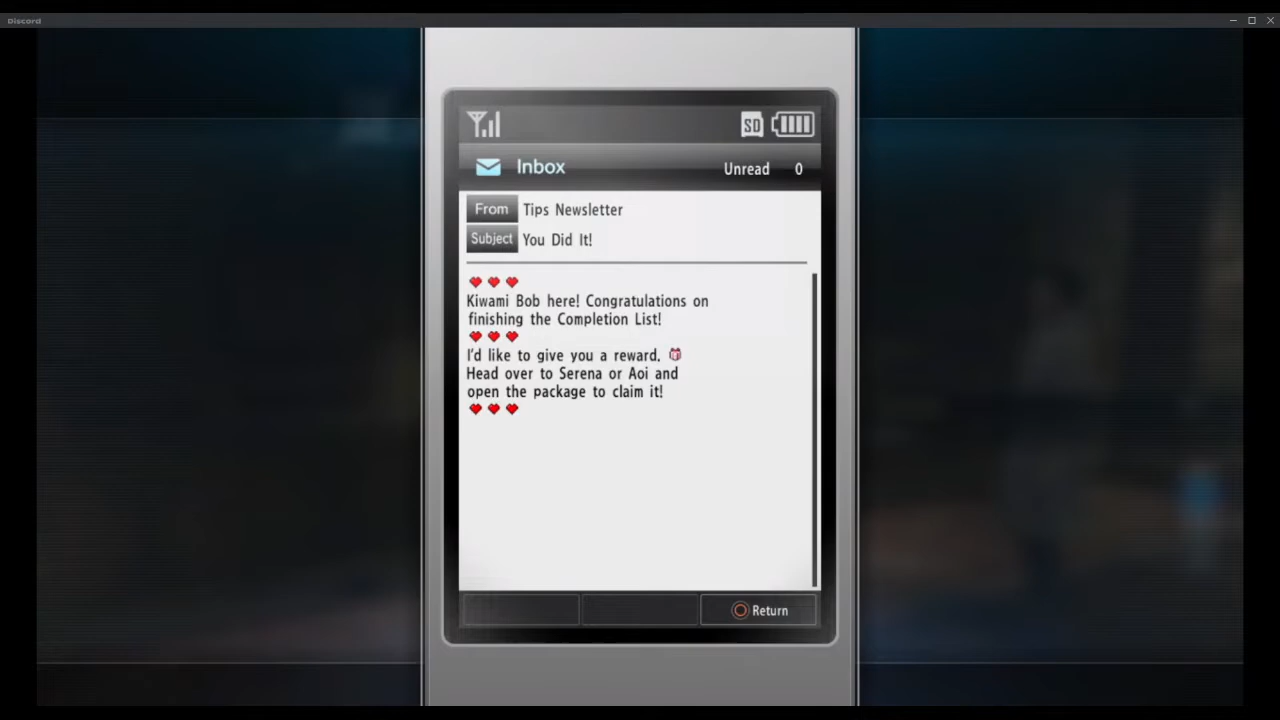 Discord
SD
Inbox
Unread 0
From Tips Newsletter
Subject You Did It!
Kiwami Bob here! Congratulations on
finishing the Completion List!
I'd like to give you a reward.
Head over to Serena or Aoi and
open the package to claim it!
Return